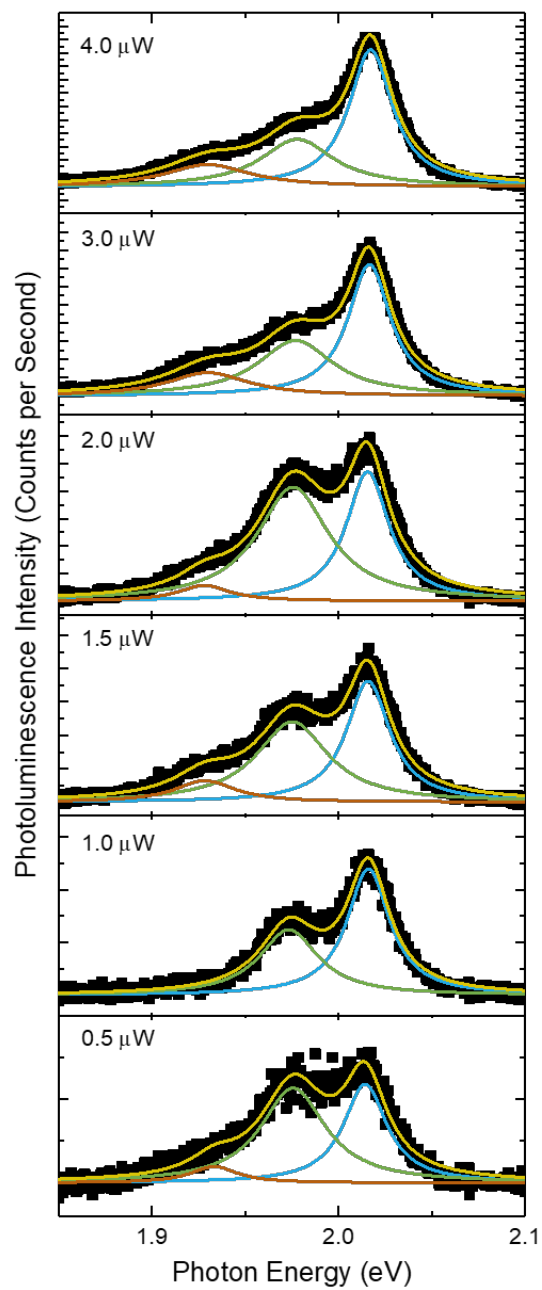 4.0 μW
3.0 μW
2.0 μW
1.5 μW
1.0 μW
0.5 μW
Photoluminescence Intensity (Counts per Second)
1.9 2.0 2.1
Photon Energy (eV)